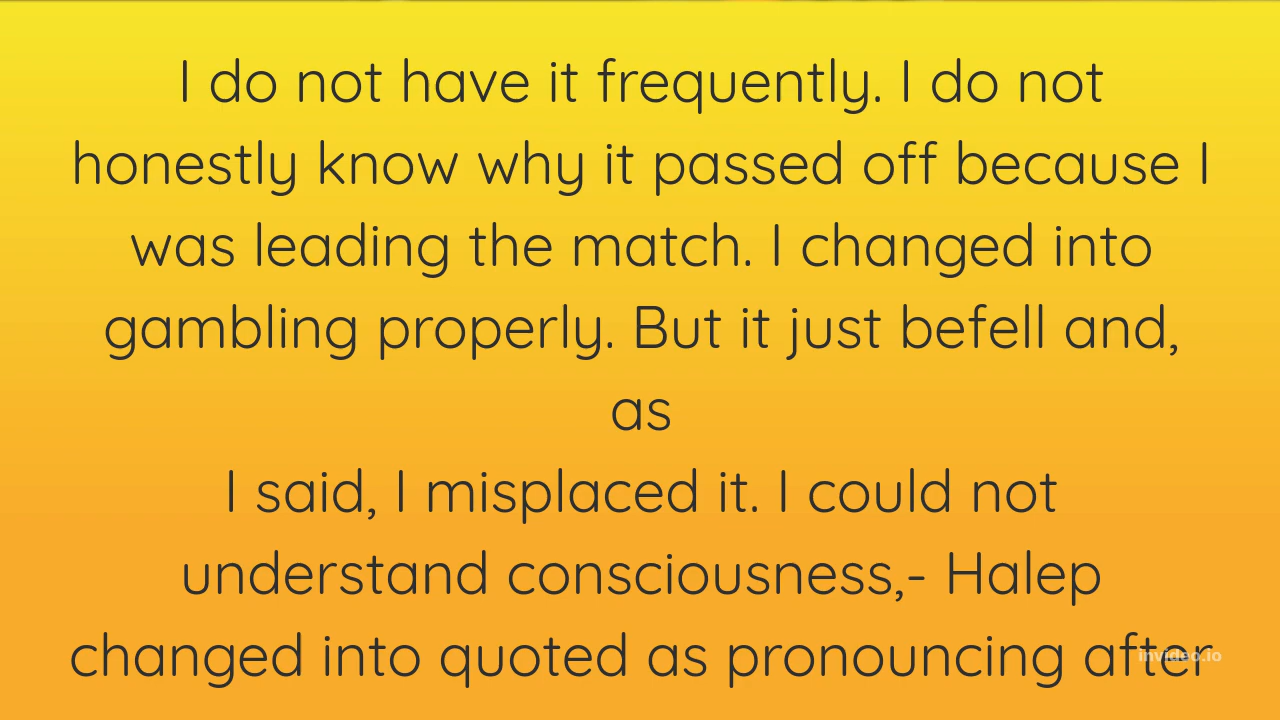 I do not have it frequently. I do not
honestly know why it passed off because I
was leading the match. I changed into
gambling properly. But it just befell and,
as
I said, I misplaced it. I could not
understand consciousness,- Halep
changed into quoted as pronouncing after
invideo.io